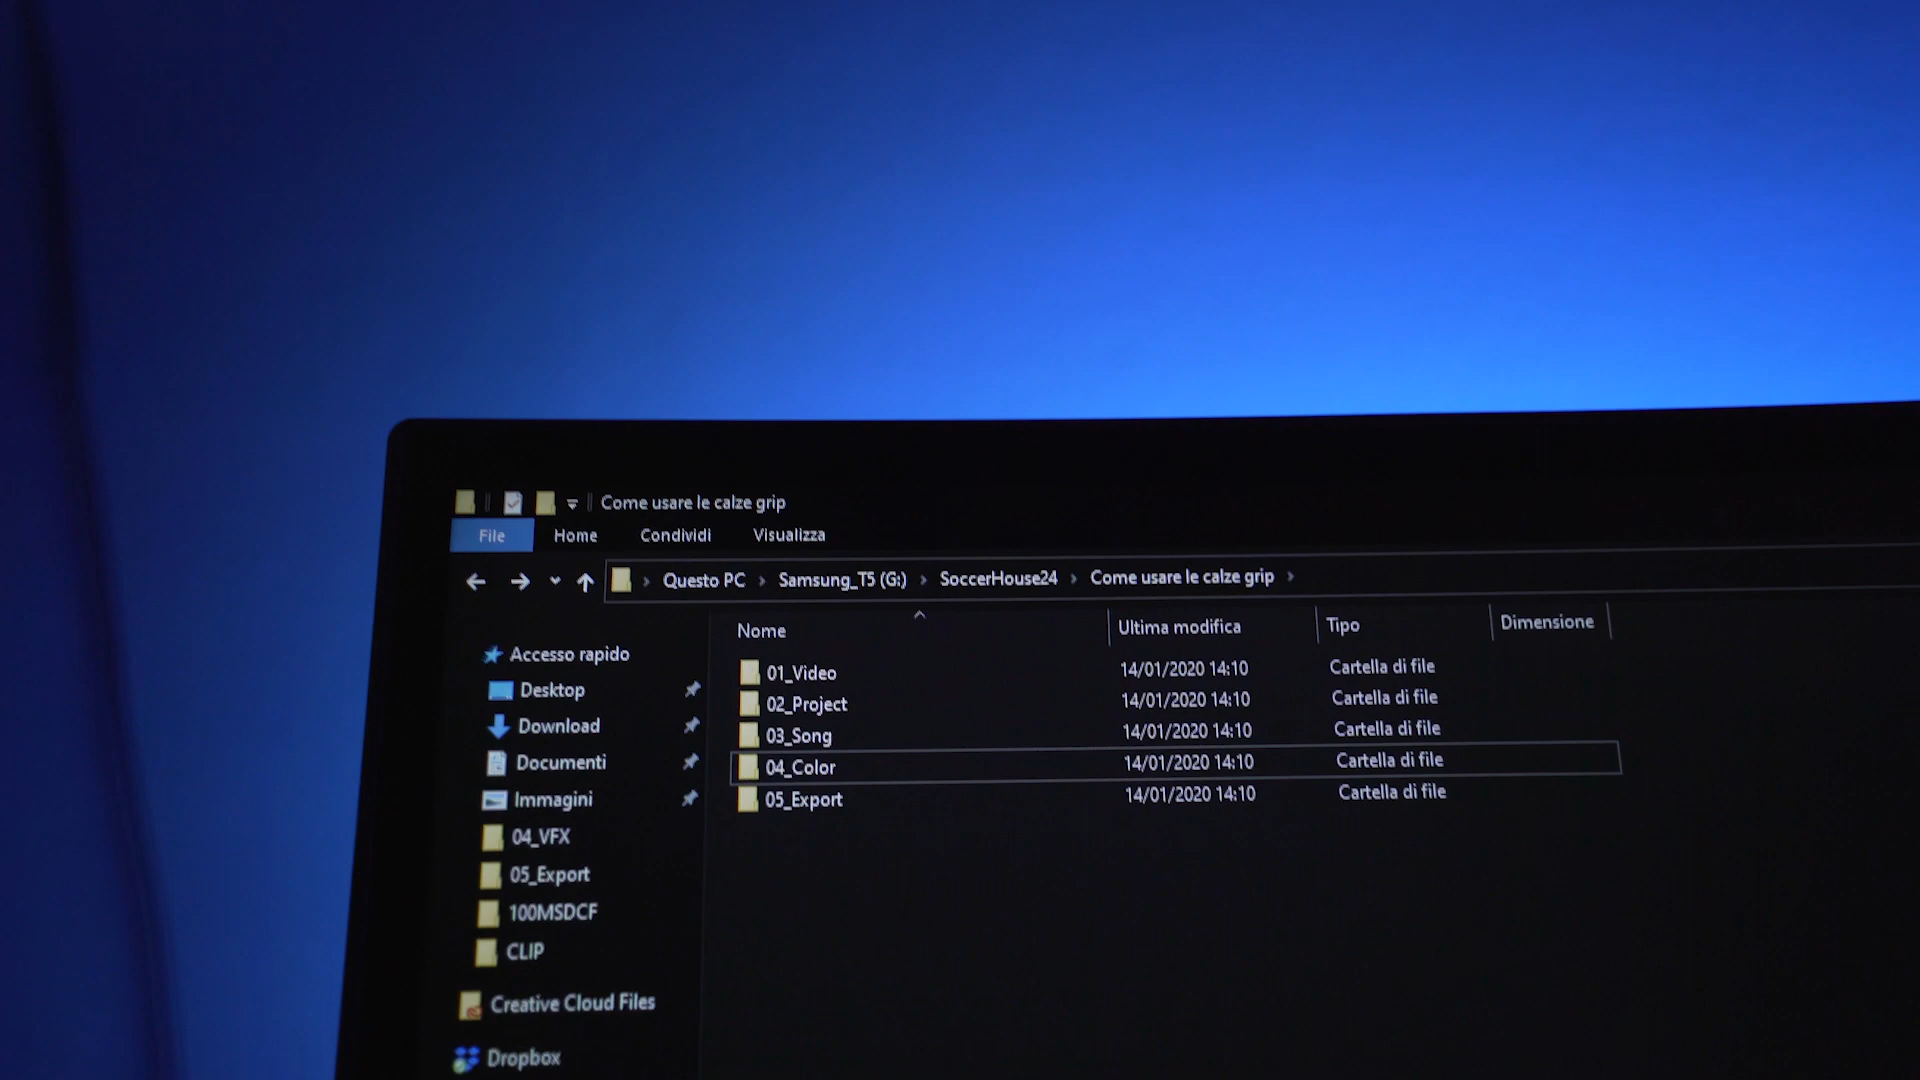 Come usare le calze grip
File Home Condividi Visualizza
Questo PC › Samsung_T5 (G:) › SoccerHouse24 › Come usare le calze grip ›
Nome Ultima modifica Tipo Dimensione
Accesso rapido
Desktop
Download
Documenti
Immagini
04_VFX
05_Export
100MSDCF
CLIP
Creative Cloud Files
Dropbox
01_Video 14/01/2020 14:10 Cartella di file
02_Project 14/01/2020 14:10 Cartella di file
03_Song 14/01/2020 14:10 Cartella di file
04_Color 14/01/2020 14:10 Cartella di file
05_Export 14/01/2020 14:10 Cartella di file